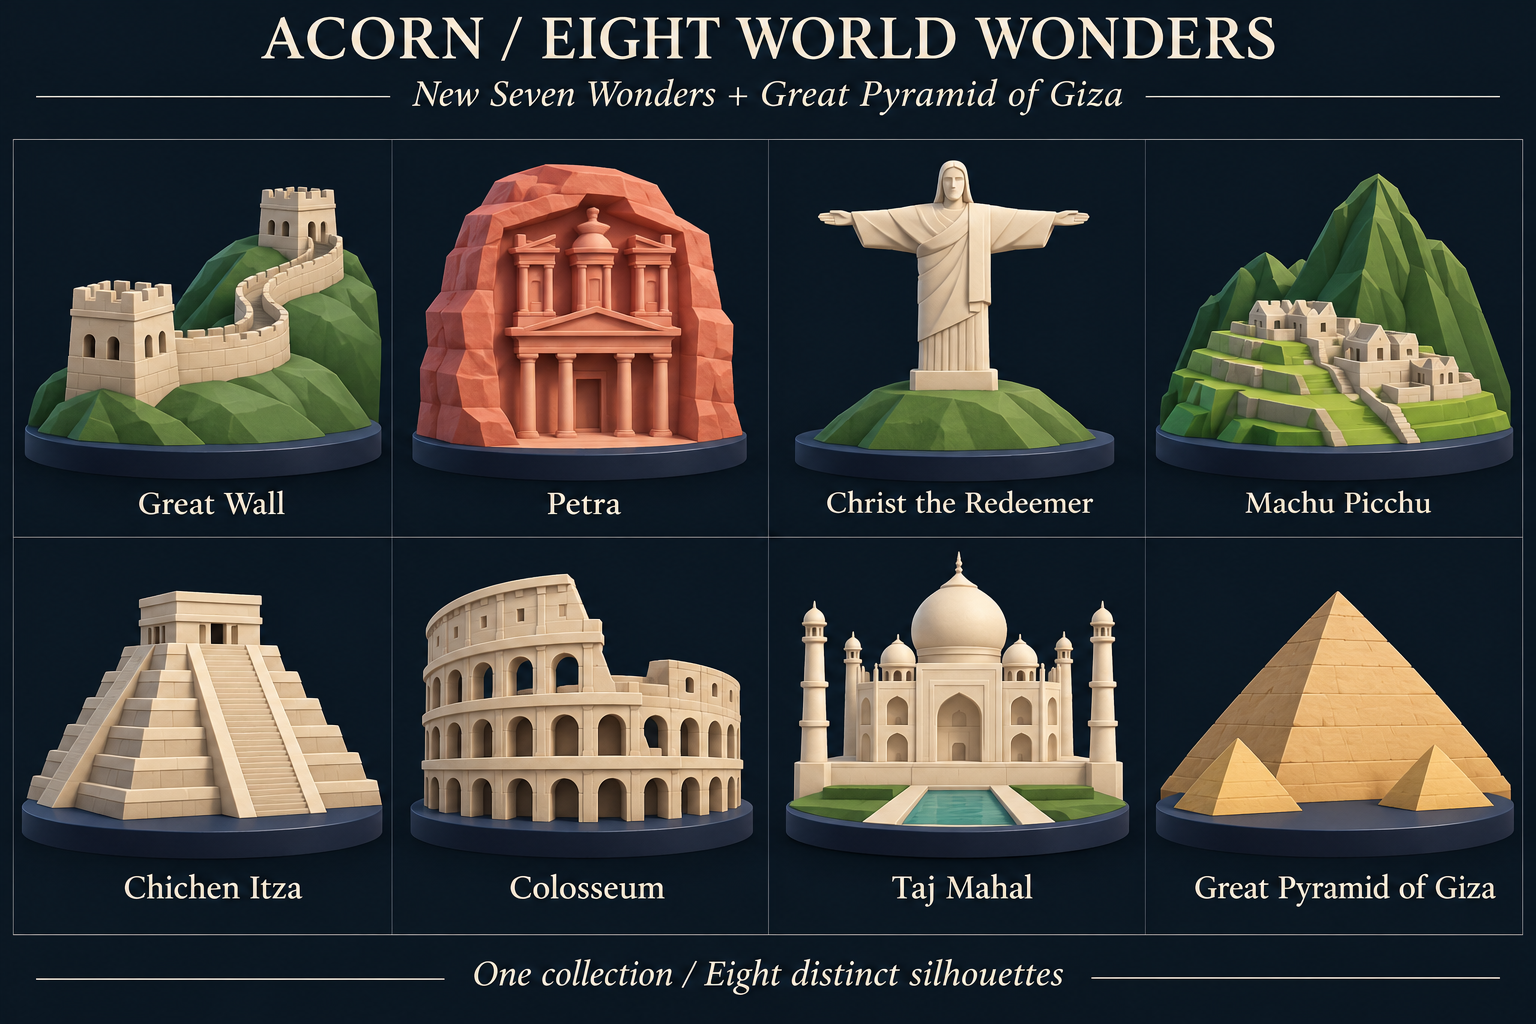 ACORN / EIGHT WORLD WONDERS
New Seven Wonders + Great Pyramid of Giza
Great Wall
Petra
Christ the Redeemer
Machu Picchu
Chichen Itza
Colosseum
Taj Mahal
Great Pyramid of Giza
One collection / Eight distinct silhouettes